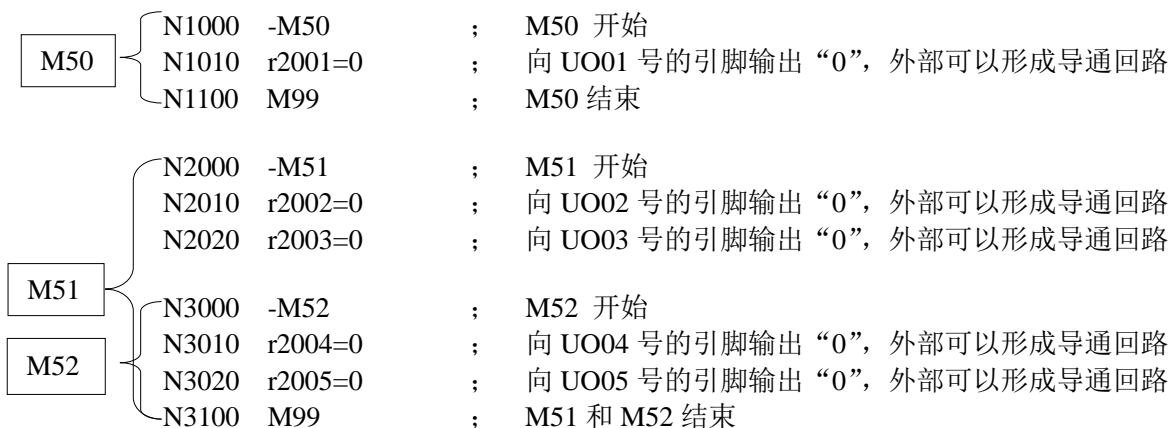 N1000 -M50 ; M50 开始
M50 N1010 r2001=0 ; 向 UO01 号的引脚输出“0”，外部可以形成导通回路
N1100 M99 ; M50 结束
N2000 -M51 ; M51 开始
N2010 r2002=0 ; 向 UO02 号的引脚输出“0”，外部可以形成导通回路
N2020 r2003=0 ; 向 UO03 号的引脚输出“0”，外部可以形成导通回路
M51
N3000 -M52 ; M52 开始
N3010 r2004=0 ; 向 UO04 号的引脚输出“0”，外部可以形成导通回路
M52
N3020 r2005=0 ; 向 UO05 号的引脚输出“0”，外部可以形成导通回路
N3100 M99 ; M51 和 M52 结束